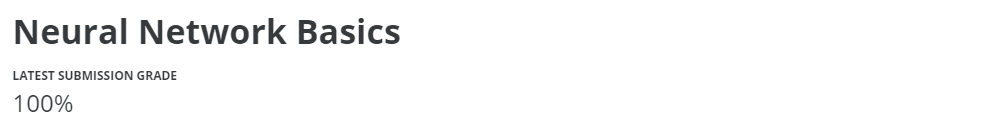 Neural Network Basics
LATEST SUBMISSION GRADE
100%